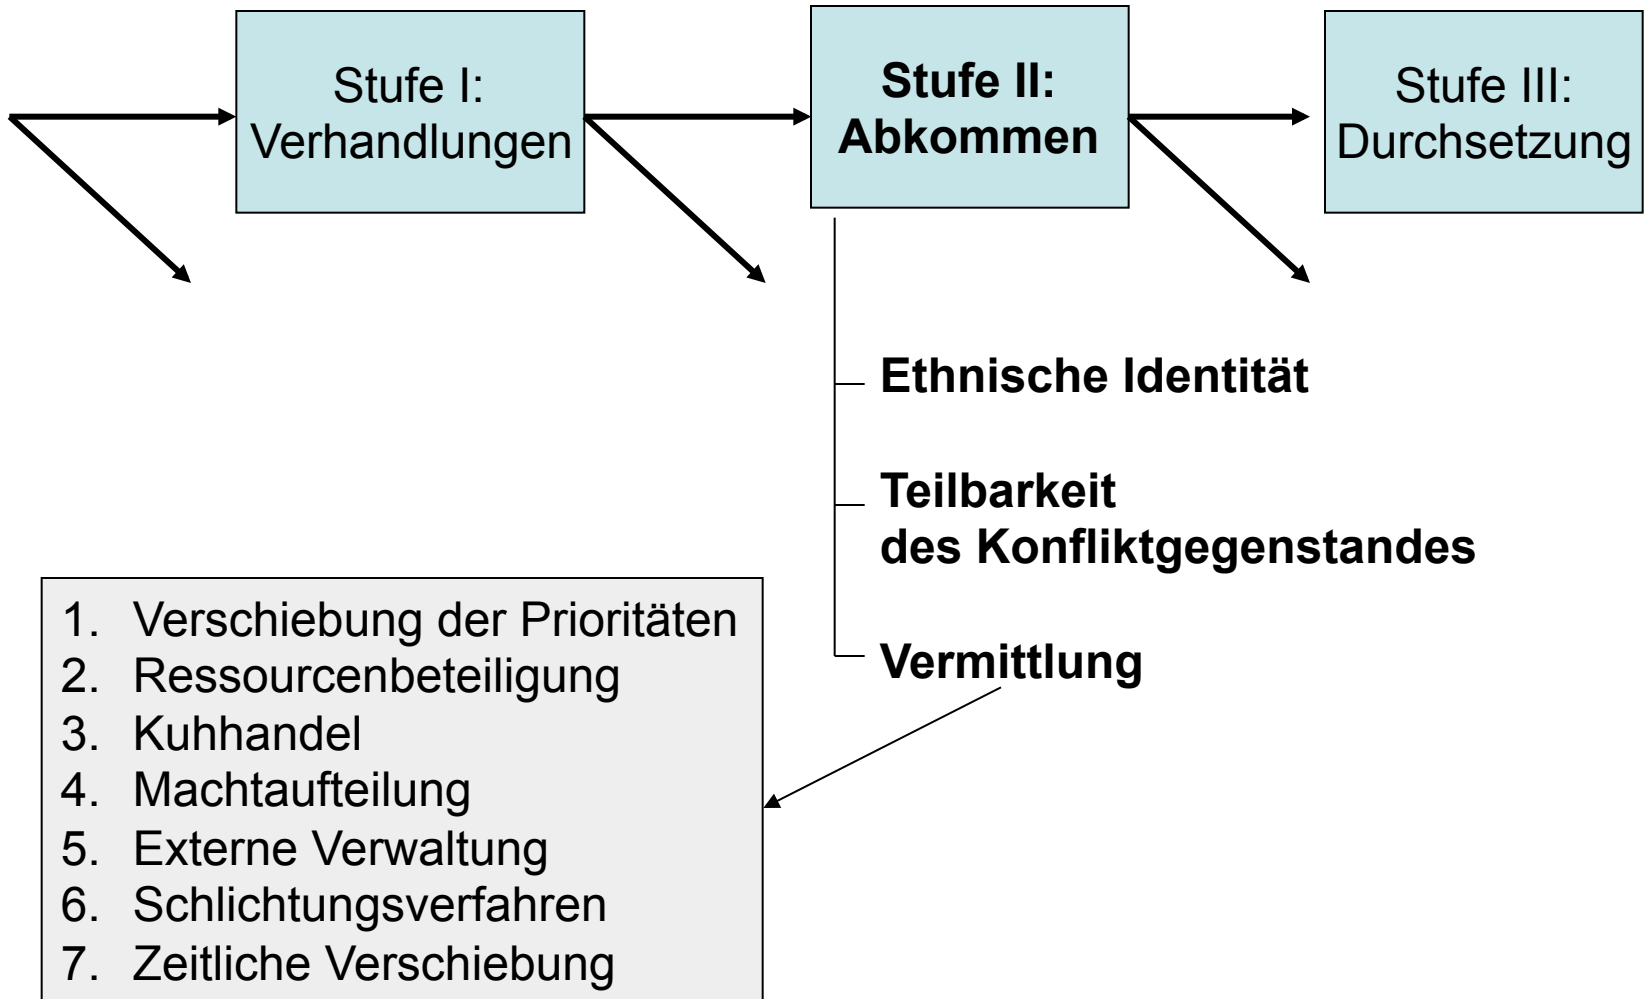 Stufe I:
Verhandlungen
Stufe II:
Abkommen
Stufe III:
Durchsetzung
Ethnische Identität
Teilbarkeit
des Konfliktgegenstandes
Vermittlung
1. Verschiebung der Prioritäten
2. Ressourcenbeteiligung
3. Kuhhandel
4. Machtaufteilung
5. Externe Verwaltung
6. Schlichtungsverfahren
7. Zeitliche Verschiebung